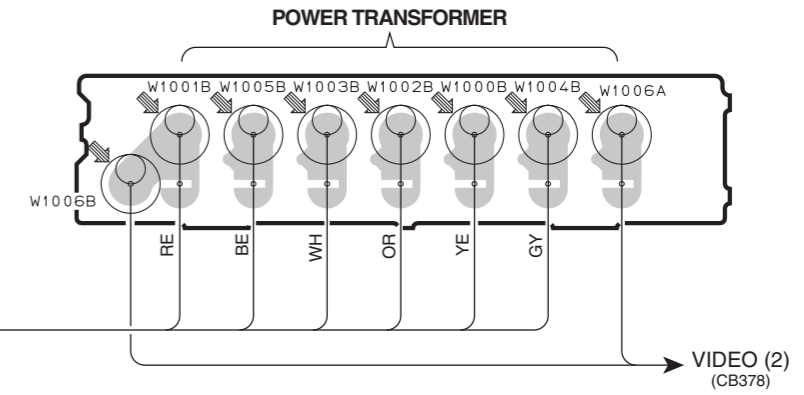 POWER TRANSFORMER
W1001B W1005B W1003B W1002B W1000B W1004B W1006A
W1006B
RE BE WH OR YE GY
VIDEO (2)
(CB378)